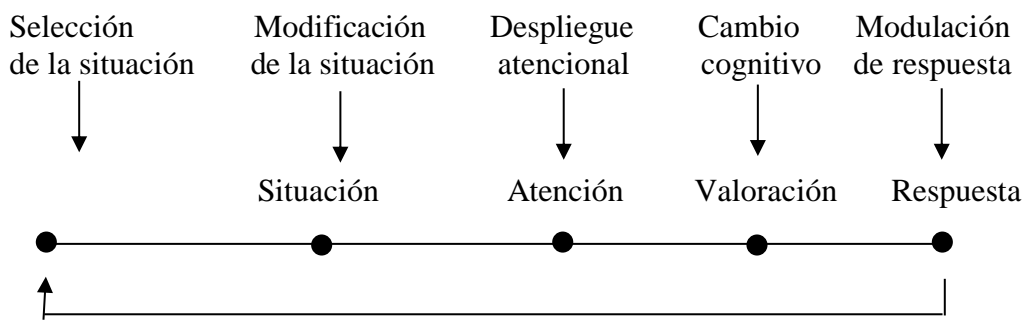 Selección Modificación Despliegue Cambio Modulación
de la situación de la situación atencional cognitivo de respuesta
Situación Atención Valoración Respuesta